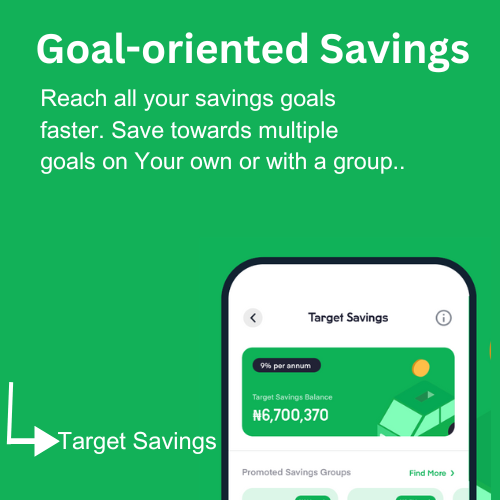 Goal-oriented Savings
Reach all your savings goals
faster. Save towards multiple
goals on Your own or with a group..
Target Savings
9% per annum
Target Savings Balance
₦6,700,370
Promoted Savings Groups
Find More >
Target Savings